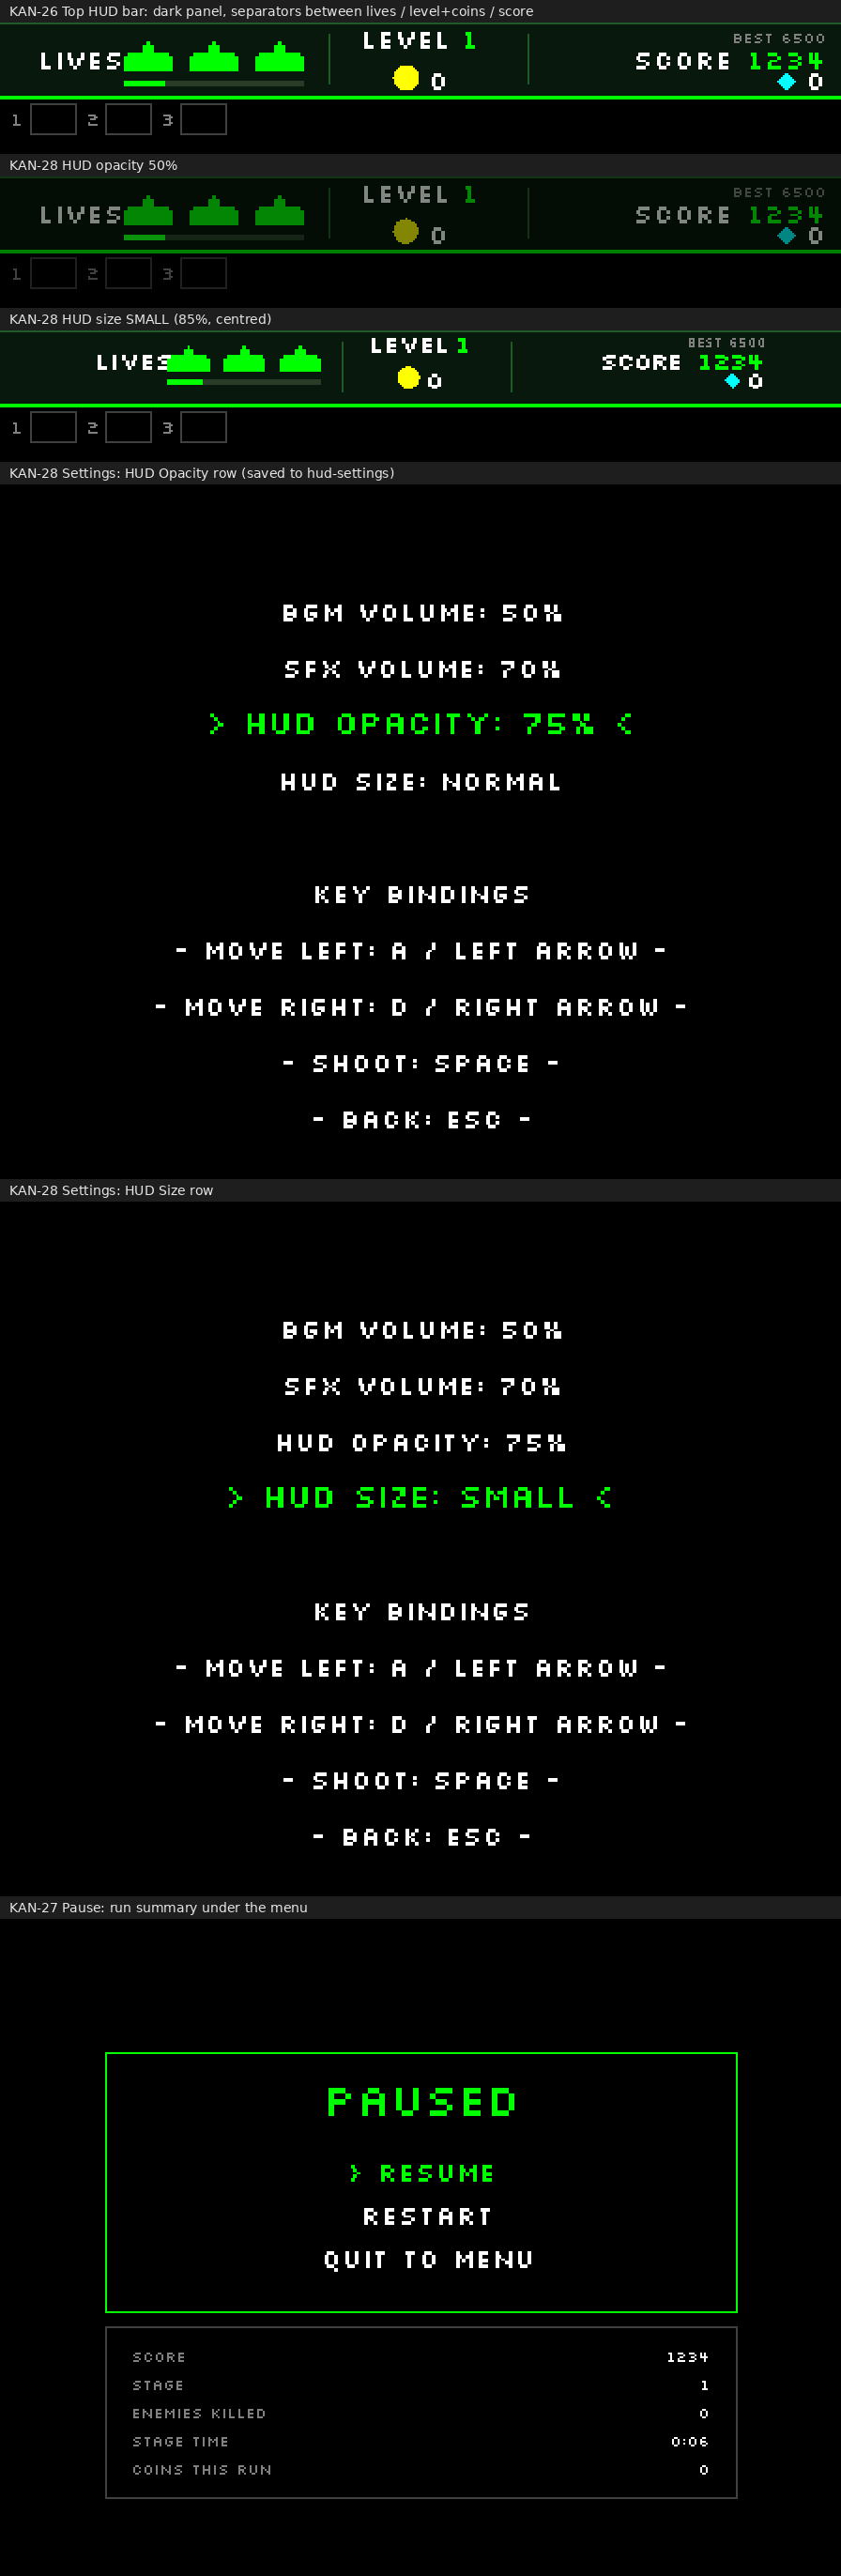 KAN-26 Top HUD bar: dark panel, separators between lives / level+coins / score
LIVES
LEVEL 1
0
BEST 6500
SCORE 1234
0
1 2 3
KAN-28 HUD opacity 50%
LIVES
LEVEL 1
0
BEST 6500
SCORE 1234
0
1 2 3
KAN-28 HUD size SMALL (85%, centred)
LIVES
LEVEL 1
0
BEST 6500
SCORE 1234
0
1 2 3
KAN-28 Settings: HUD Opacity row (saved to hud-settings)
BGM VOLUME: 50%
SFX VOLUME: 70%
> HUD OPACITY: 75% <
HUD SIZE: NORMAL
KEY BINDINGS
- MOVE LEFT: A / LEFT ARROW -
- MOVE RIGHT: D / RIGHT ARROW -
- SHOOT: SPACE -
- BACK: ESC -
KAN-28 Settings: HUD Size row
BGM VOLUME: 50%
SFX VOLUME: 70%
HUD OPACITY: 75%
> HUD SIZE: SMALL <
KEY BINDINGS
- MOVE LEFT: A / LEFT ARROW -
- MOVE RIGHT: D / RIGHT ARROW -
- SHOOT: SPACE -
- BACK: ESC -
KAN-27 Pause: run summary under the menu
PAUSED
> RESUME
RESTART
QUIT TO MENU
SCORE 1234
STAGE 1
ENEMIES KILLED 0
STAGE TIME 0:06
COINS THIS RUN 0